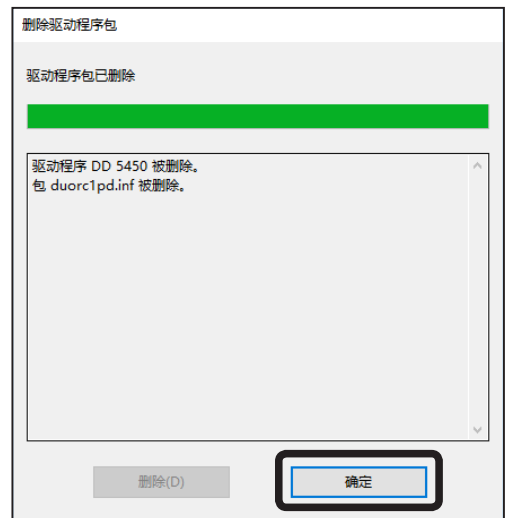 删除驱动程序包
驱动程序包已删除
驱动程序 DD 5450 被删除。
包 duorc1pd.inf 被删除。
删除(D)
确定